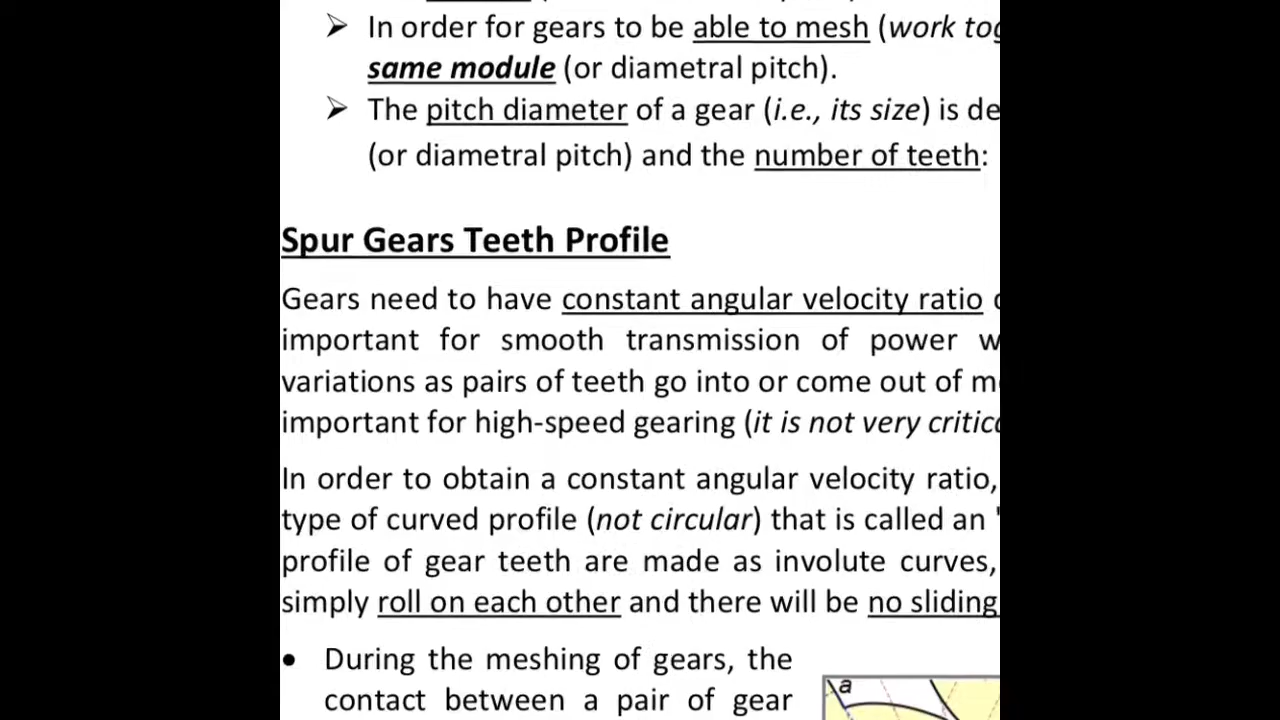 ➢ In order for gears to be able to mesh (work
same module (or diametral pitch).
➢ The pitch diameter of a gear (i.e., its size) is
(or diametral pitch) and the number of teeth:
Spur Gears Teeth Profile
Gears need to have constant angular velocity ratio
important for smooth transmission of power
variations as pairs of teeth go into or come out of
important for high-speed gearing (it is not very
In order to obtain a constant angular velocity ratio,
type of curved profile (not circular) that is called an
profile of gear teeth are made as involute curves,
simply roll on each other and there will be no sliding
• During the meshing of gears, the
contact between a pair of gear
a